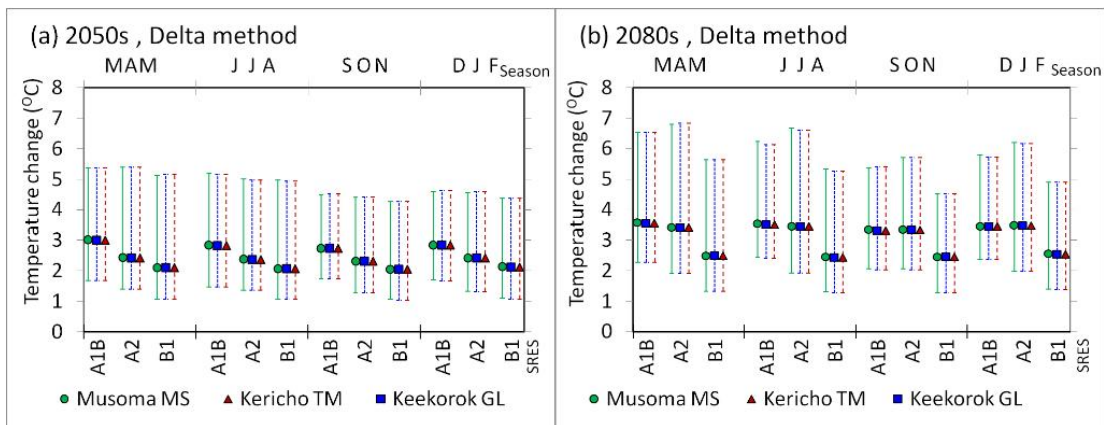 (a) 2050s , Delta method
M A M J J A S O N D J F Season
Temperature change (⁰C)
8
7
6
5
4
3
2
1
0
A1B A2 B1 A1B A2 B1 A1B A2 B1 A1B A2 B1 SRES
Musoma MS Kericho TM Keekorok GL
(b) 2080s , Delta method
M A M J J A S O N D J F Season
Temperature change (⁰C)
8
7
6
5
4
3
2
1
0
A1B A2 B1 A1B A2 B1 A1B A2 B1 A1B A2 B1 SRES
Musoma MS Kericho TM Keekorok GL